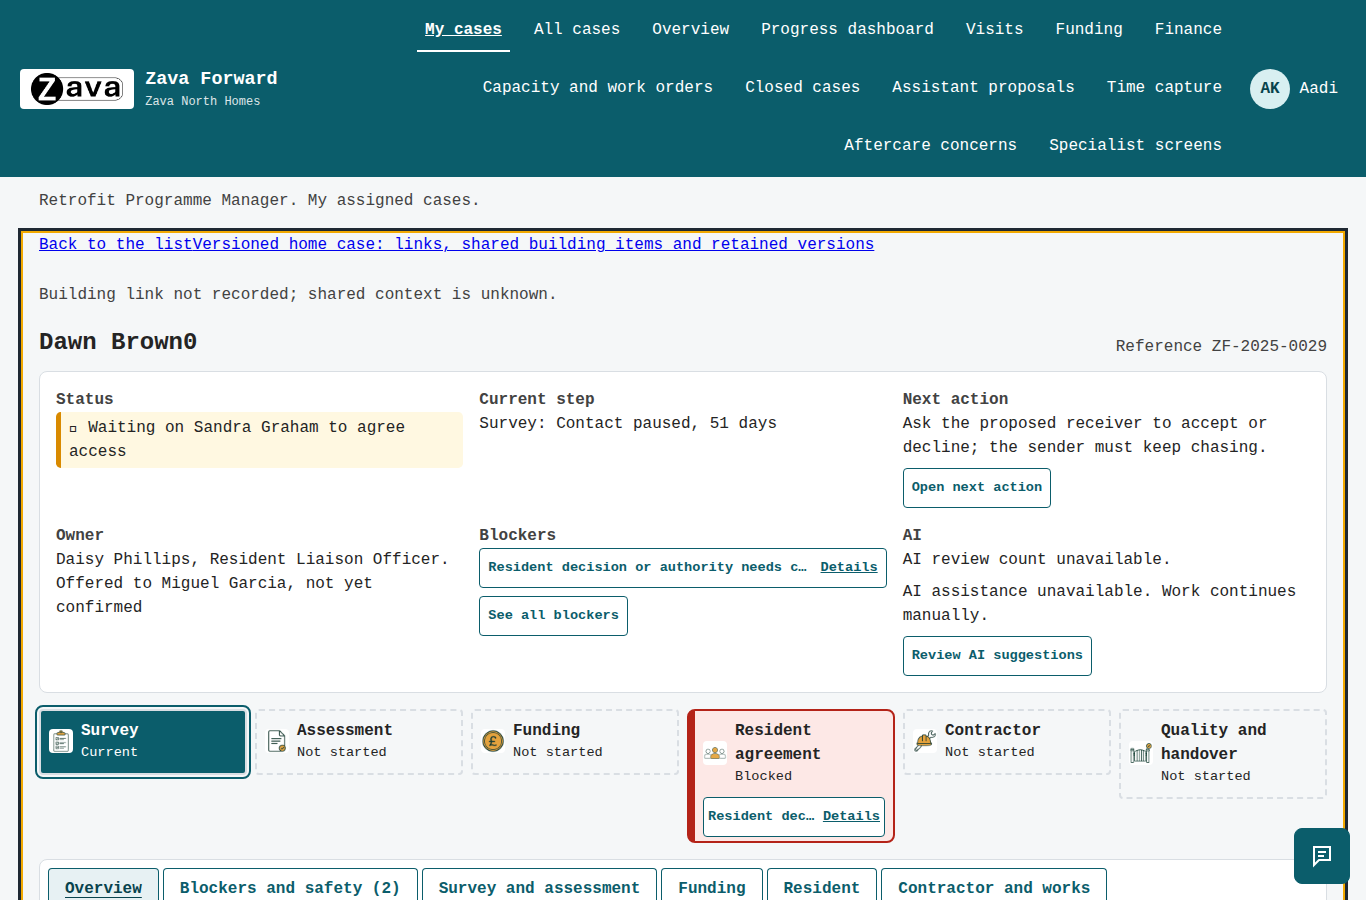 My cases All cases Overview Progress dashboard Visits Funding Finance
Zava
Zava Forward
Zava North Homes
Capacity and work orders Closed cases Assistant proposals Time capture
AK Aadi
Aftercare concerns Specialist screens
Retrofit Programme Manager. My assigned cases.
Back to the listVersioned home case: links, shared building items and retained versions
Building link not recorded; shared context is unknown.
Dawn Brown0
Reference ZF-2025-0029
Status
Waiting on Sandra Graham to agree
access
Current step
Survey: Contact paused, 51 days
Next action
Ask the proposed receiver to accept or
decline; the sender must keep chasing.
Open next action
Owner
Daisy Phillips, Resident Liaison Officer.
Offered to Miguel Garcia, not yet
confirmed
Blockers
Resident decision or authority needs c… Details
See all blockers
AI
AI review count unavailable.
AI assistance unavailable. Work continues
manually.
Review AI suggestions
Survey
Current
Assessment
Not started
Funding
Not started
Resident
agreement
Blocked
Resident dec… Details
Contractor
Not started
Quality and
handover
Not started
Overview Blockers and safety (2) Survey and assessment Funding Resident Contractor and works